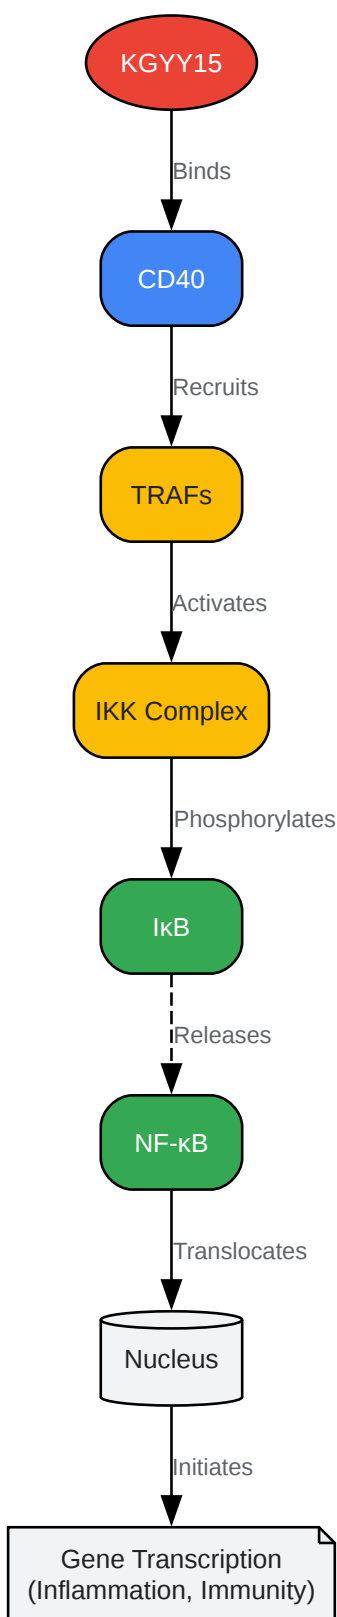 KGYY15
Binds
CD40
Recruits
TRAFs
Activates
IKK Complex
Phosphorylates
IκB
Releases
NF-κB
Translocates
Nucleus
Initiates
Gene Transcription
(Inflammation, Immunity)